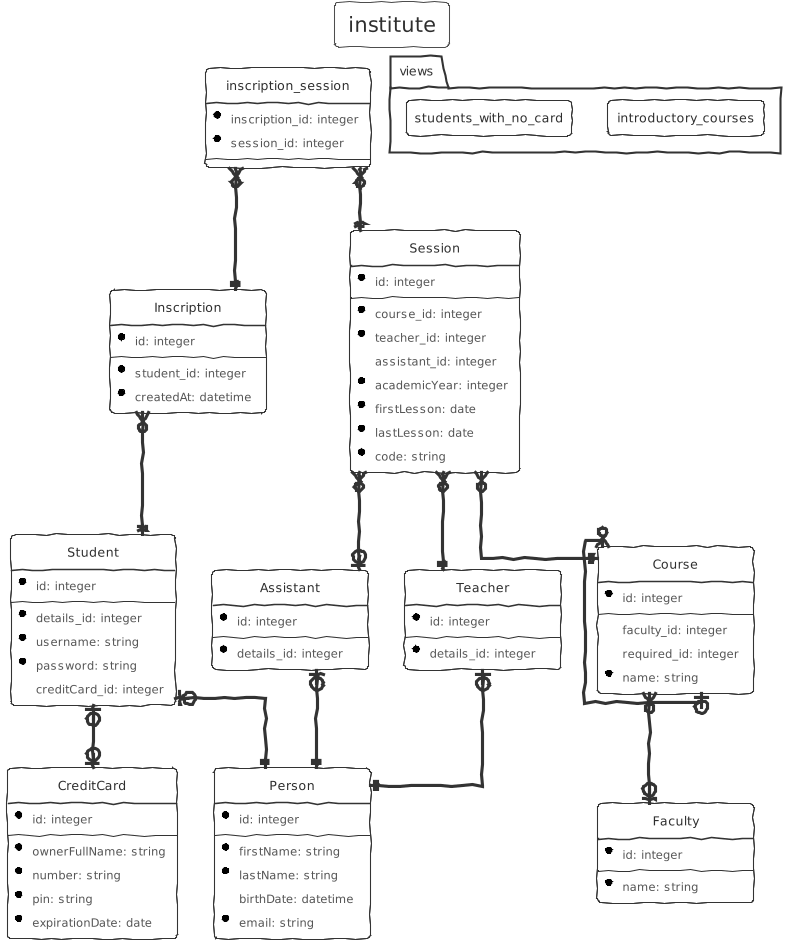 institute
views
students_with_no_card
introductory_courses
inscription_session
inscription_id: integer
session_id: integer
Session
id: integer
course_id: integer
teacher_id: integer
assistant_id: integer
academicYear: integer
firstLesson: date
lastLesson: date
code: string
Inscription
id: integer
student_id: integer
createdAt: datetime
Student
id: integer
details_id: integer
username: string
password: string
creditCard_id: integer
Assistant
id: integer
details_id: integer
Teacher
id: integer
details_id: integer
Course
id: integer
faculty_id: integer
required_id: integer
name: string
CreditCard
id: integer
ownerFullName: string
number: string
pin: string
expirationDate: date
Person
id: integer
firstName: string
lastName: string
birthDate: datetime
email: string
Faculty
id: integer
name: string